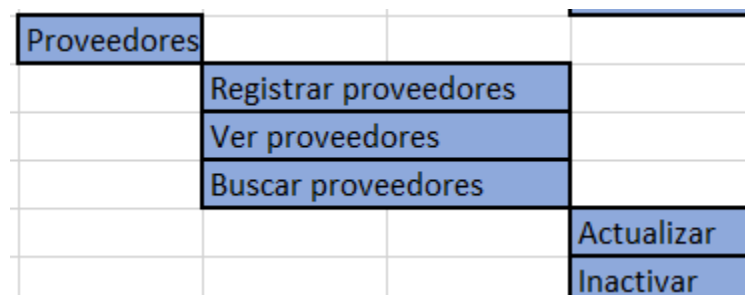 Proveedores
Registrar proveedores
Ver proveedores
Buscar proveedores
Actualizar
Inactivar